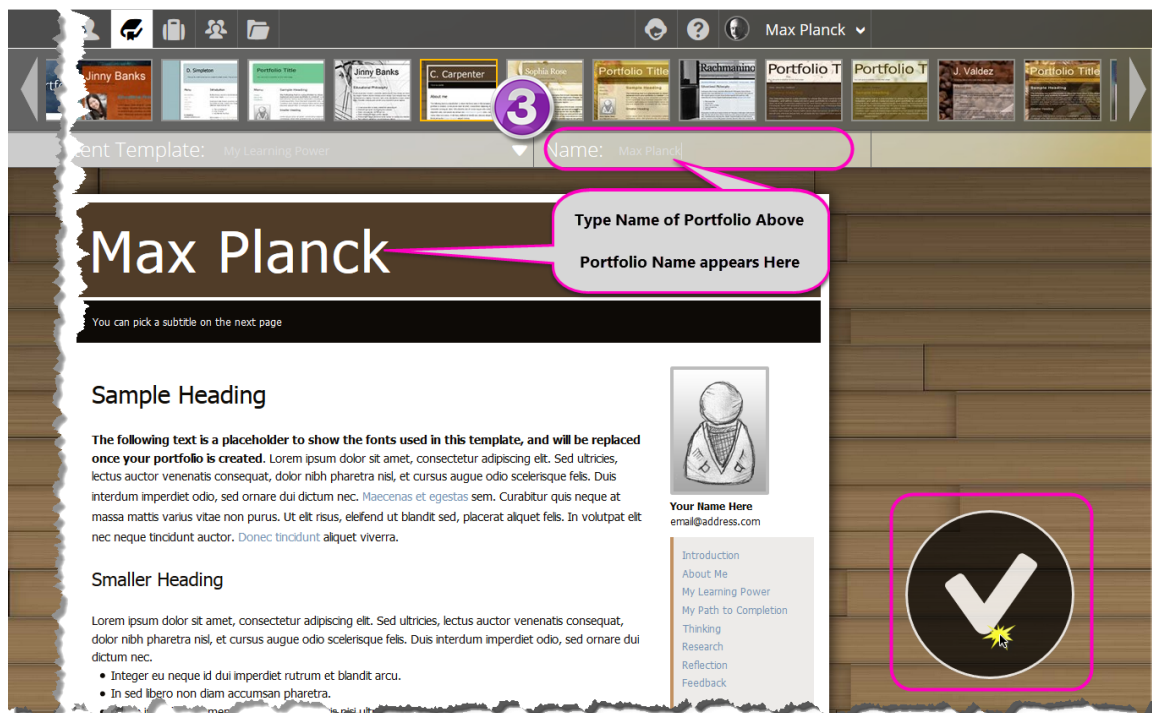 Max Planck
Jinny Banks
D. Singleton
Portfolio Title
Jinny Banks
C. Carpenter
About me
Sophia Rose
Portfolio Title
Rachmanino
Portfolio T
Portfolio T
J. Valdez
Portfolio Title
3
ent Template: My Learning Power
Name: Max Planck
Type Name of Portfolio Above
Portfolio Name appears Here
Max Planck
You can pick a subtitle on the next page
Sample Heading
The following text is a placeholder to show the fonts used in this template, and will be replaced
once your portfolio is created. Lorem ipsum dolor sit amet, consectetur adipiscing elit. Sed ultricies,
lectus auctor venenatis consequat, dolor nibh pharetra nisl, et cursus augue odio scelerisque felis. Duis
interdum imperdiet odio, sed ornare dui dictum nec. Maecenas et egestas sem. Curabitur quis neque at
massa mattis varius vitae non purus. Ut elit risus, eleifend ut blandit sed, placerat aliquet felis. In volutpat elit
nec neque tincidunt auctor. Donec tincidunt aliquet viverra.
Your Name Here
email@address.com
Introduction
About Me
My Learning Power
My Path to Completion
Thinking
Research
Reflection
Feedback
Smaller Heading
Lorem ipsum dolor sit amet, consectetur adipiscing elit. Sed ultricies, lectus auctor venenatis consequat,
dolor nibh pharetra nisl, et cursus augue odio scelerisque felis. Duis interdum imperdiet odio, sed ornare dui
dictum nec.
• Integer eu neque id dui imperdiet rutrum et blandit arcu.
• In sed libero non diam accumsan pharetra.